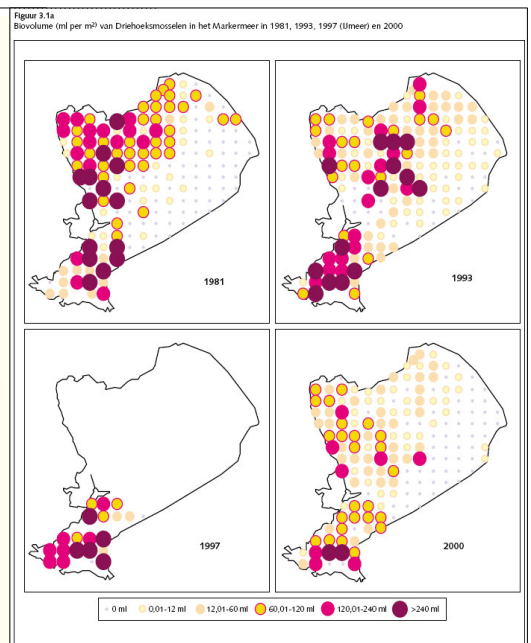 Figuur 3.1a
Biovolume (ml per m²) van Driehoeksmosselen in het Markermeer in 1981, 1993, 1997 (IJmeer) en 2000
1981
1993
1997
2000
0 ml 0,01-12 ml 12,01-60 ml 60,01-120 ml 120,01-240 ml >240 ml